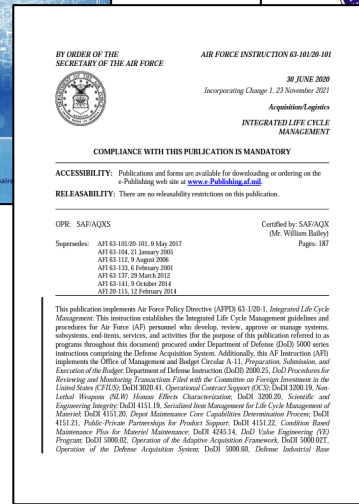 BY ORDER OF THE
SECRETARY OF THE AIR FORCE
AIR FORCE INSTRUCTION 63-101/20-101
30 JUNE 2020
Incorporating Change 1, 23 November 2021
Acquisition/Logistics
INTEGRATED LIFE CYCLE
MANAGEMENT
COMPLIANCE WITH THIS PUBLICATION IS MANDATORY
ACCESSIBILITY: Publications and forms are available for downloading or ordering on the
e-Publishing web site at www.e-Publishing.af.mil.
RELEASABILITY: There are no releasability restrictions on this publication.
OPR: SAF/AQXS
Certified by: SAF/AQX
(Mr. William Bailey)
Supersedes: AFI 63-101/20-101, 9 May 2017
Pages: 187
AFI 63-104, 21 January 2005
AFI 63-112, 9 August 2006
AFI 63-133, 6 February 2001
AFI 63-137, 29 March 2012
AFI 63-141, 9 October 2014
AFI 20-115, 12 February 2014
This publication implements Air Force Policy Directive (AFPD) 63-1/20-1, Integrated Life Cycle
Management. This instruction establishes the Integrated Life Cycle Management guidelines and
procedures for Air Force (AF) personnel who develop, review, approve or manage systems,
subsystems, end-items, services, and activities (for the purpose of this publication referred to as
programs throughout this document) procured under Department of Defense (DoD) 5000 series
instructions comprising the Defense Acquisition System. Additionally, this AF Instruction (AFI)
implements the Office of Management and Budget Circular A-11, Preparation, Submission, and
Execution of the Budget; Department of Defense Instruction (DoDI) 2000.25, DoD Procedures for
Reviewing and Monitoring Transactions Filed with the Committee on Foreign Investment in the
United States (CFIUS); DoDI 3020.41, Operational Contract Support (OCS); DoDI 3200.19, Non-
Lethal Weapons (NLW) Human Effects Characterization; DoDI 3200.20, Scientific and
Engineering Integrity; DoDI 4151.19, Serialized Item Management for Life Cycle Management of
Materiel; DoDI 4151.20, Depot Maintenance Core Capabilities Determination Process; DoDI
4151.21, Public-Private Partnerships for Product Support; DoDI 4151.22, Condition Based
Maintenance Plus for Materiel Maintenance; DoDI 4245.14, DoD Value Engineering (VE)
Program; DoDI 5000.02, Operation of the Adaptive Acquisition Framework, DoDI 5000.02T,
Operation of the Defense Acquisition System; DoDI 5000.60, Defense Industrial Base